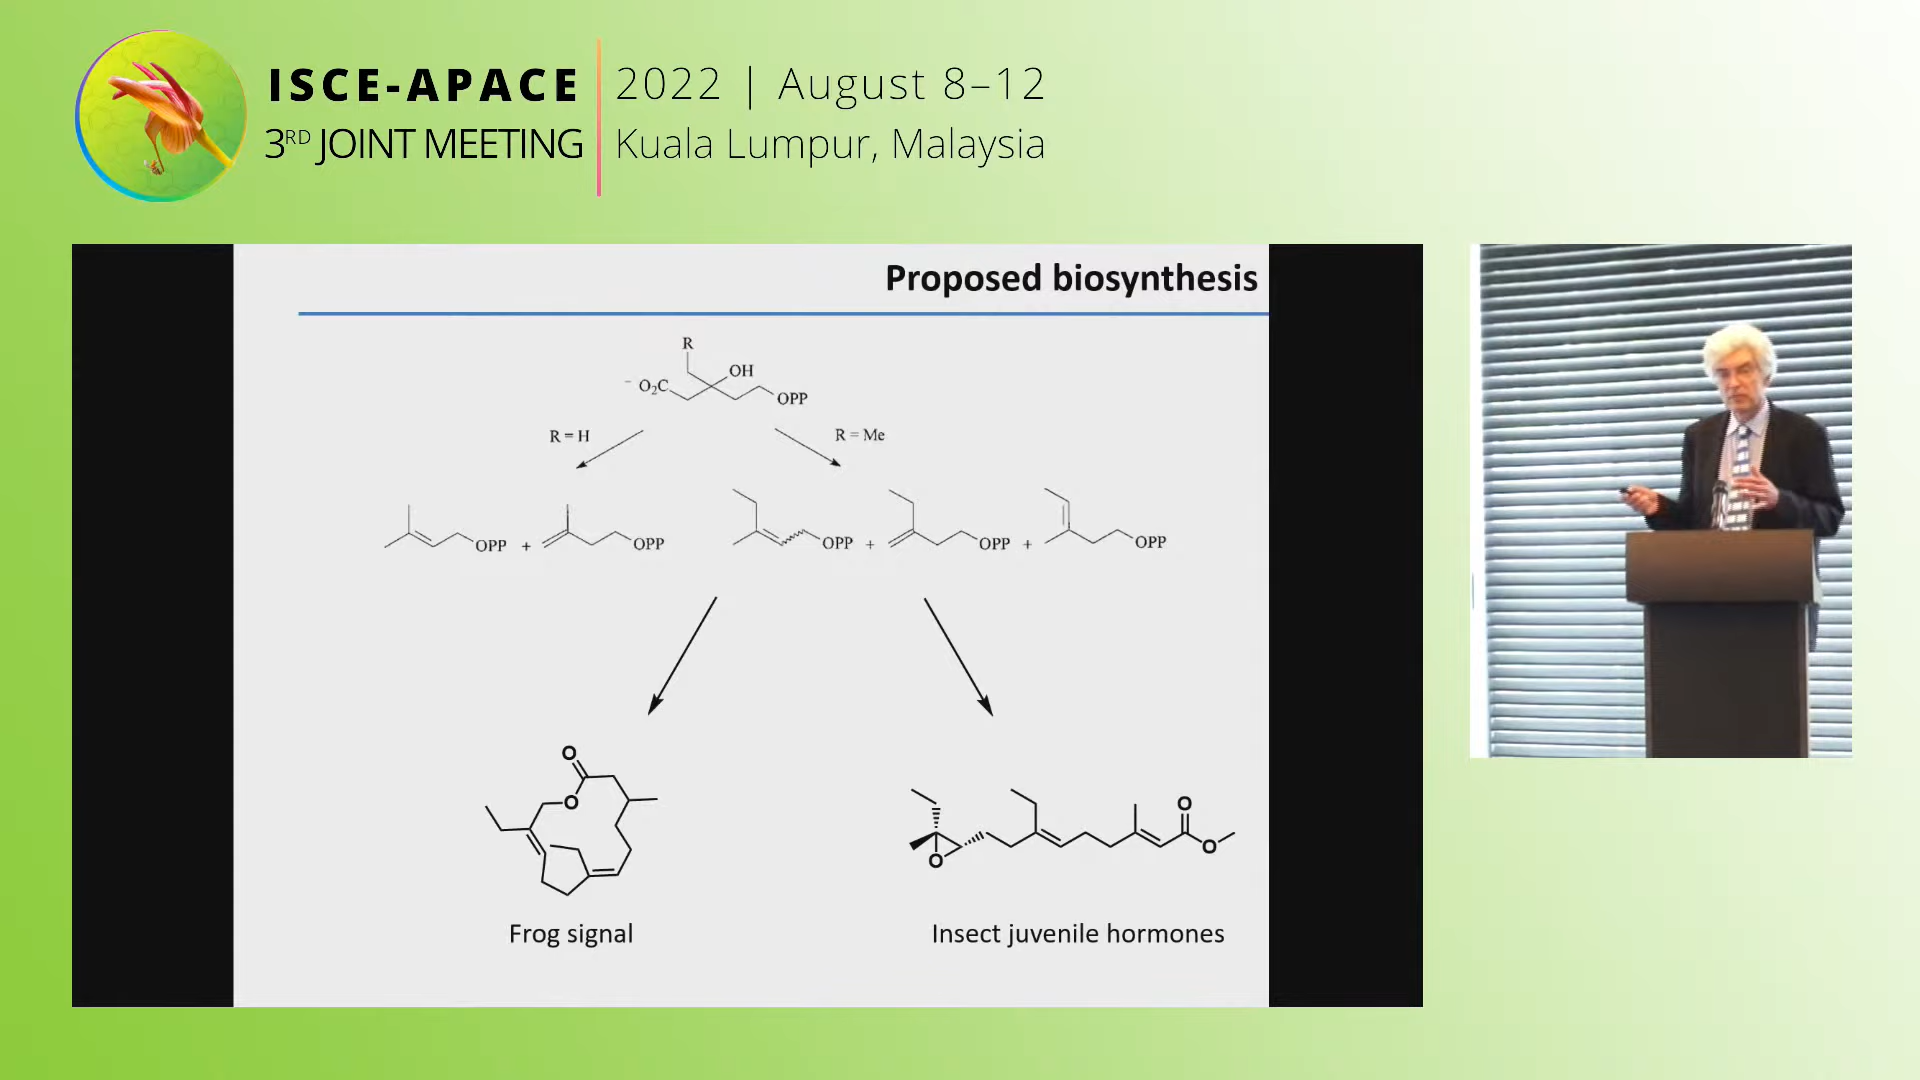 ISCE-APACE
3RD JOINT MEETING
2022 | August 8–12
Kuala Lumpur, Malaysia
Proposed biosynthesis
R
OH
⁻ O₂C
OPP
R = H
R = Me
OPP + OPP
OPP + OPP + OPP
O
O
O
O
O
Frog signal
Insect juvenile hormones